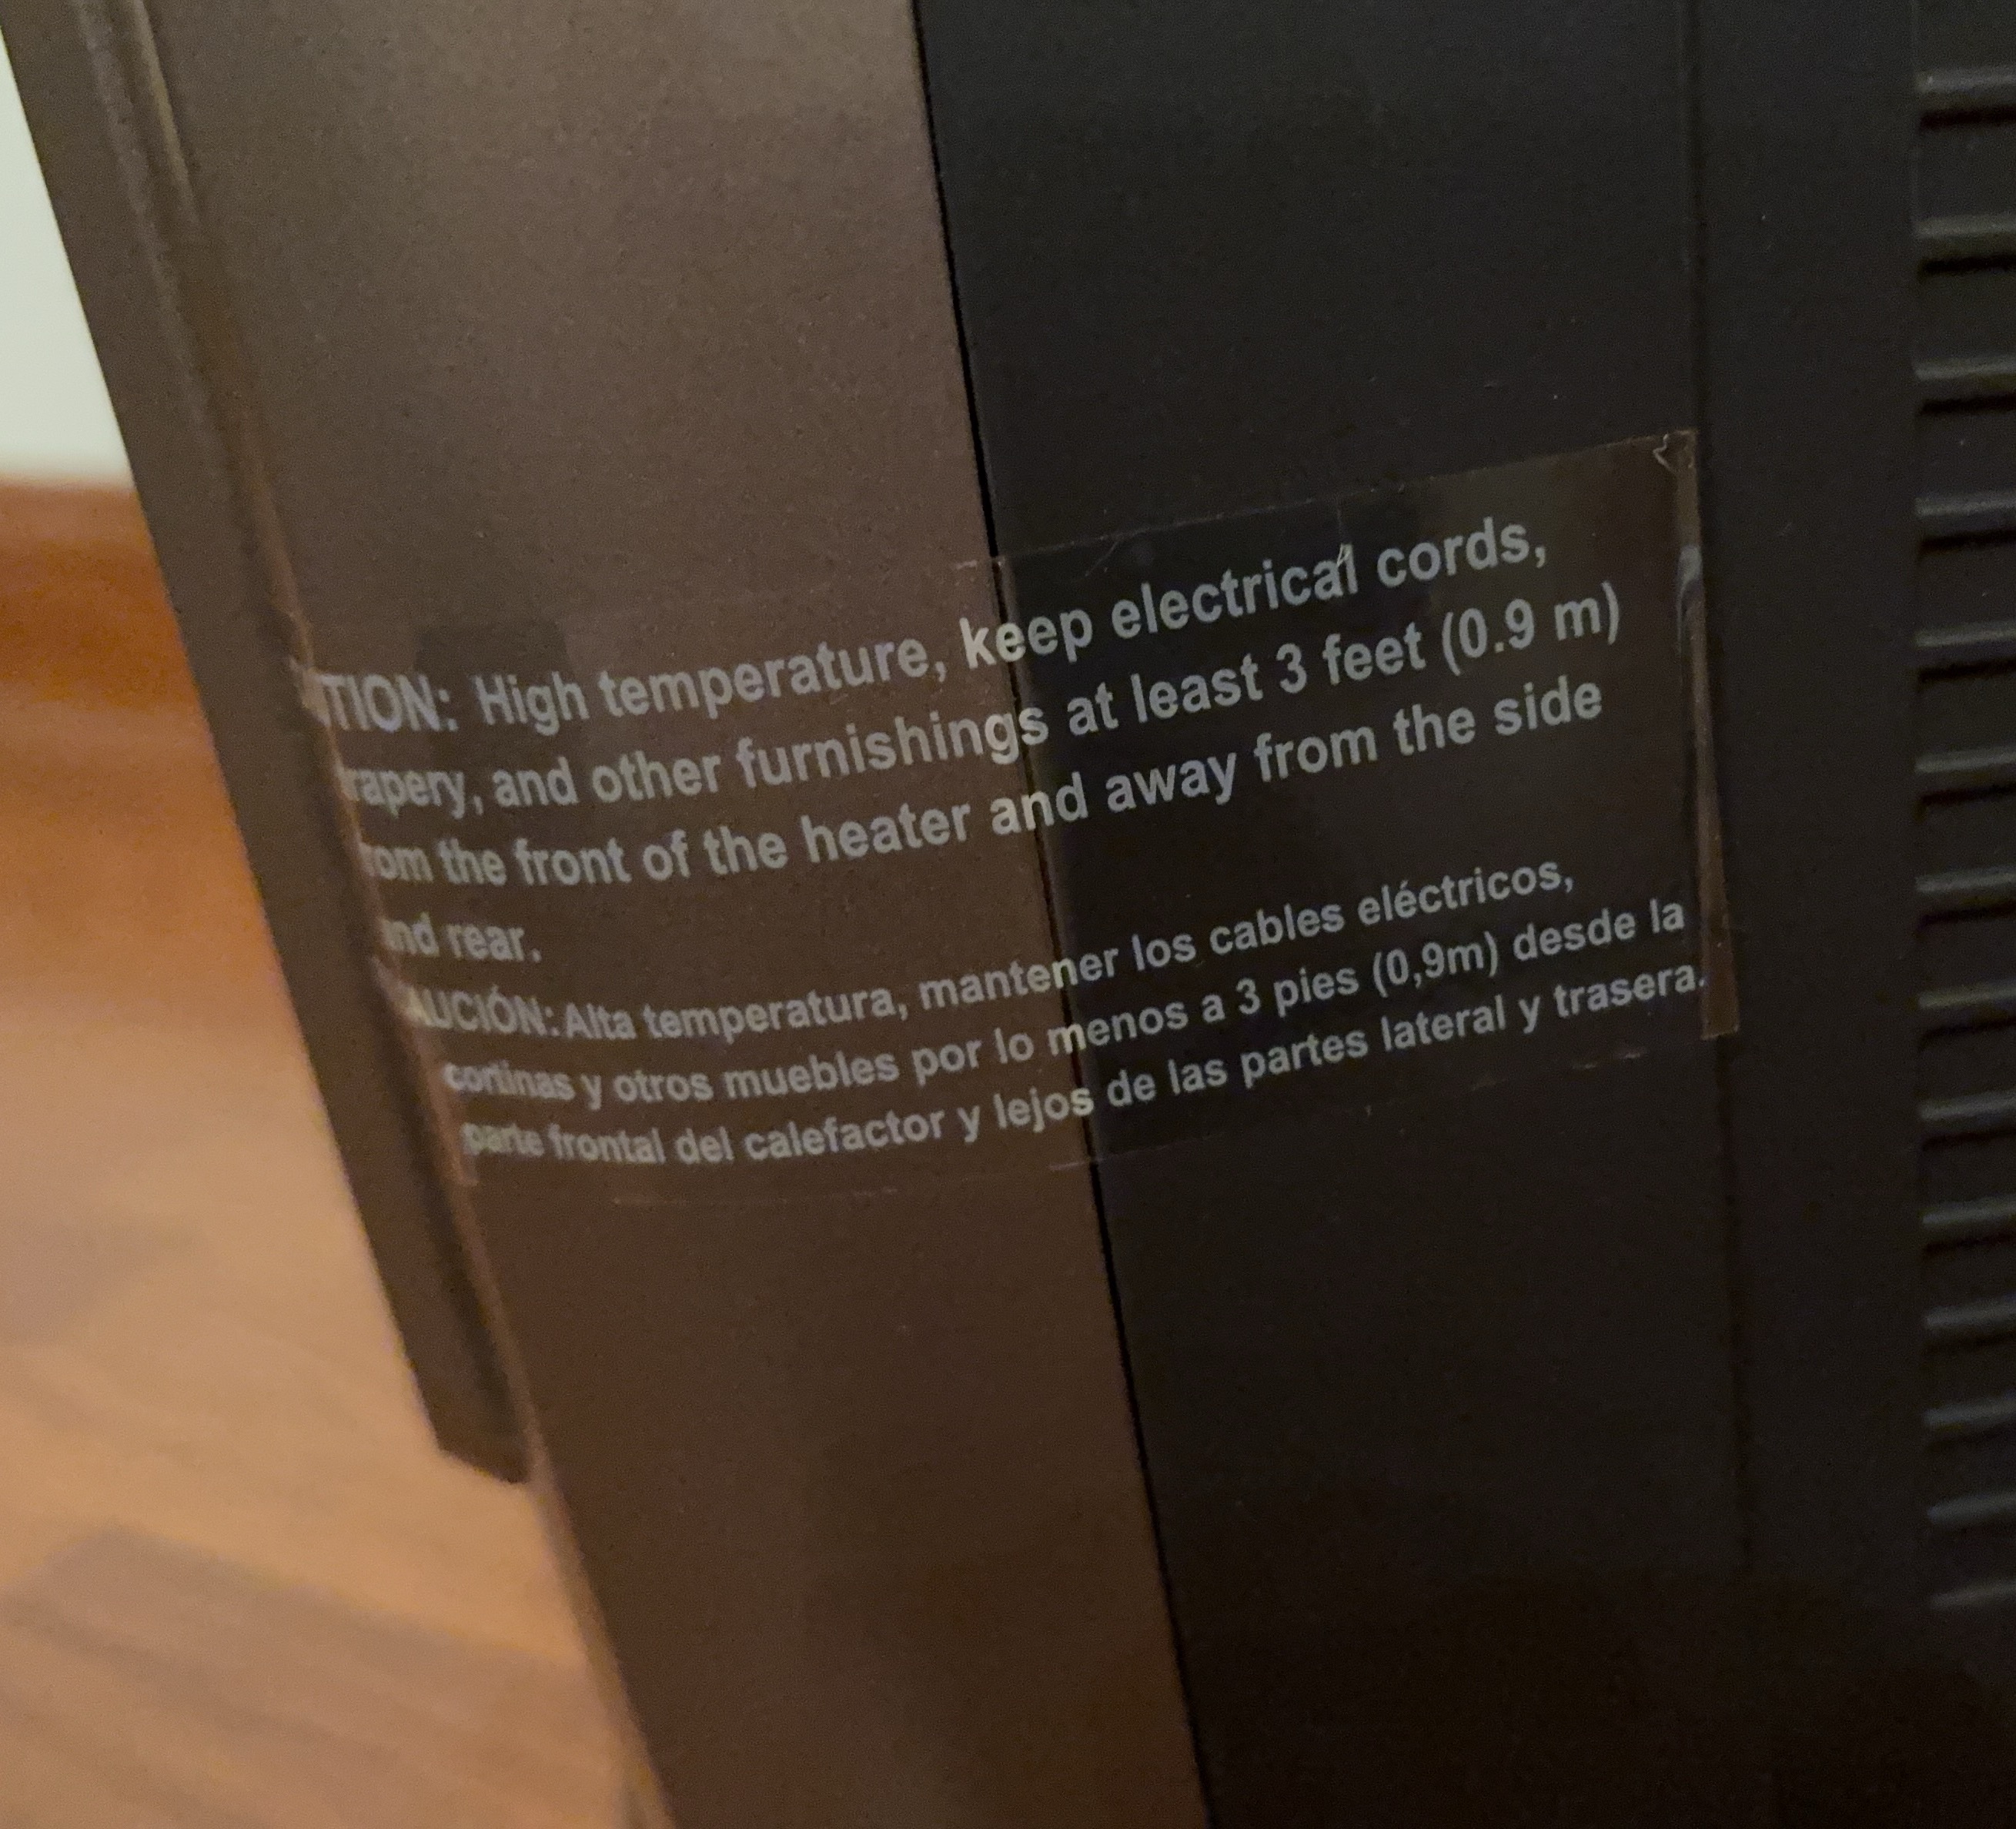 TION: High temperature, keep electrical cords,
rapery, and other furnishings at least 3 feet (0.9 m)
rom the front of the heater and away from the side
nd rear.
AUCIÓN: Alta temperatura, mantener los cables eléctricos,
cortinas y otros muebles por lo menos a 3 pies (0,9m) desde la
parte frontal del calefactor y lejos de las partes lateral y trasera.